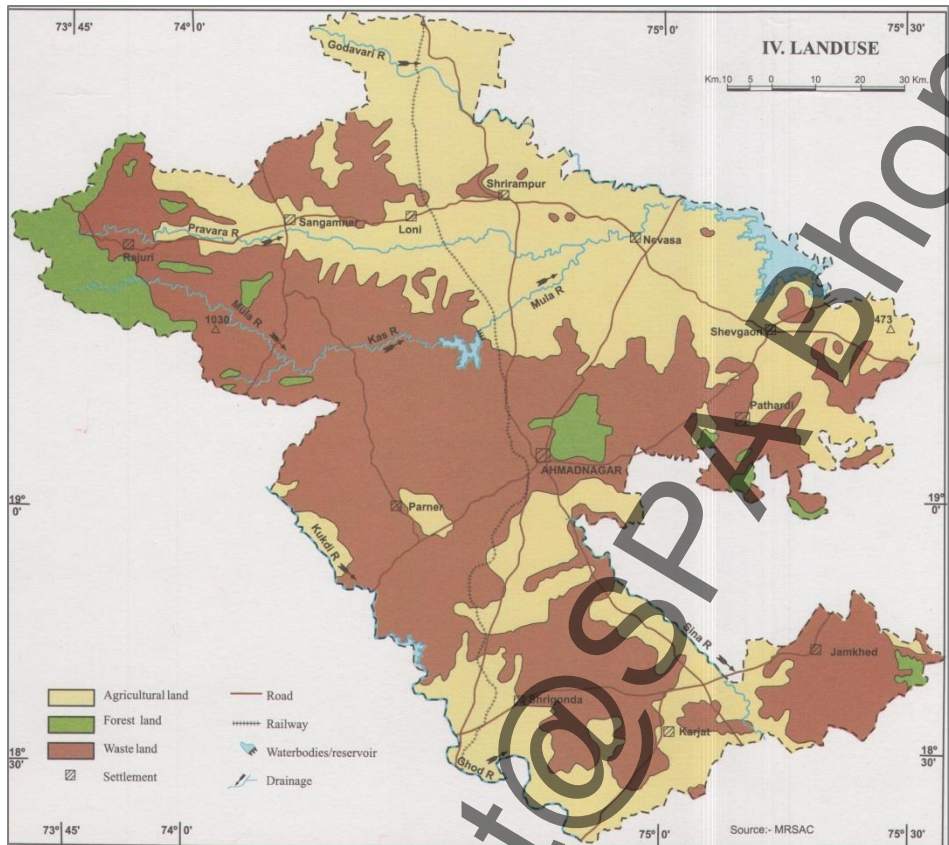 73° 45'
74° 0'
75° 0'
75° 30'
IV. LANDUSE
Km. 10 5 0 10 20 30 Km.
Godavari R
Shrirampur
Sangamner
Loni
Pravara R
Nevasa
Rajuri
Mula R
Mula R
1030
Kas R
Shevgaon
473
Pathardi
AHMADNAGAR
19°
0'
19°
0'
Parner
Kukdi R
Sina R
Jamkhed
Agricultural land
Forest land
Waste land
Settlement
Road
Railway
Waterbodies/reservoir
Drainage
Shrigonda
Karjat
Ghod R
18°
30'
18°
30'
73° 45'
74° 0'
75° 0'
75° 30'
Source:- MRSAC
t@SPA Bhop